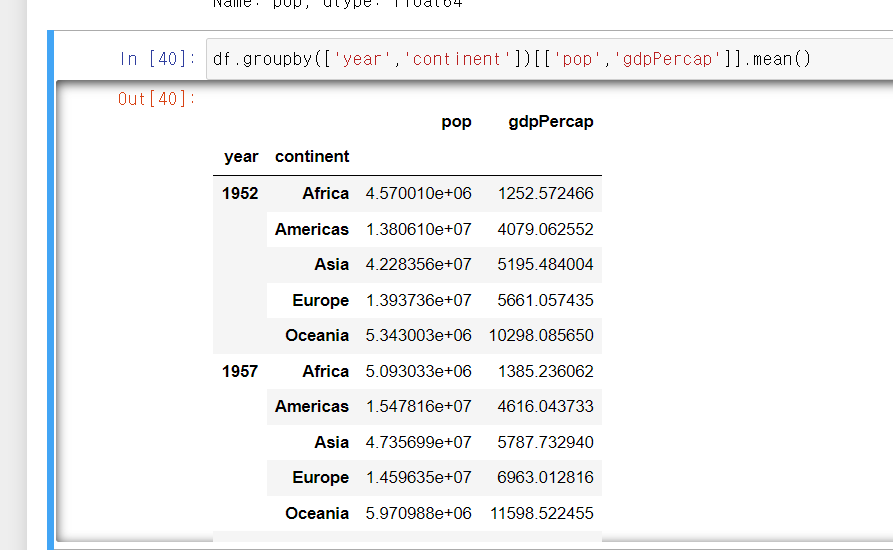 Name: pop, dtype: float64
In [40]: df.groupby(['year','continent'])[['pop','gdpPercap']].mean()
Out[40]:
pop gdpPercap
year continent
1952 Africa 4.570010e+06 1252.572466
Americas 1.380610e+07 4079.062552
Asia 4.228356e+07 5195.484004
Europe 1.393736e+07 5661.057435
Oceania 5.343003e+06 10298.085650
1957 Africa 5.093033e+06 1385.236062
Americas 1.547816e+07 4616.043733
Asia 4.735699e+07 5787.732940
Europe 1.459635e+07 6963.012816
Oceania 5.970988e+06 11598.522455